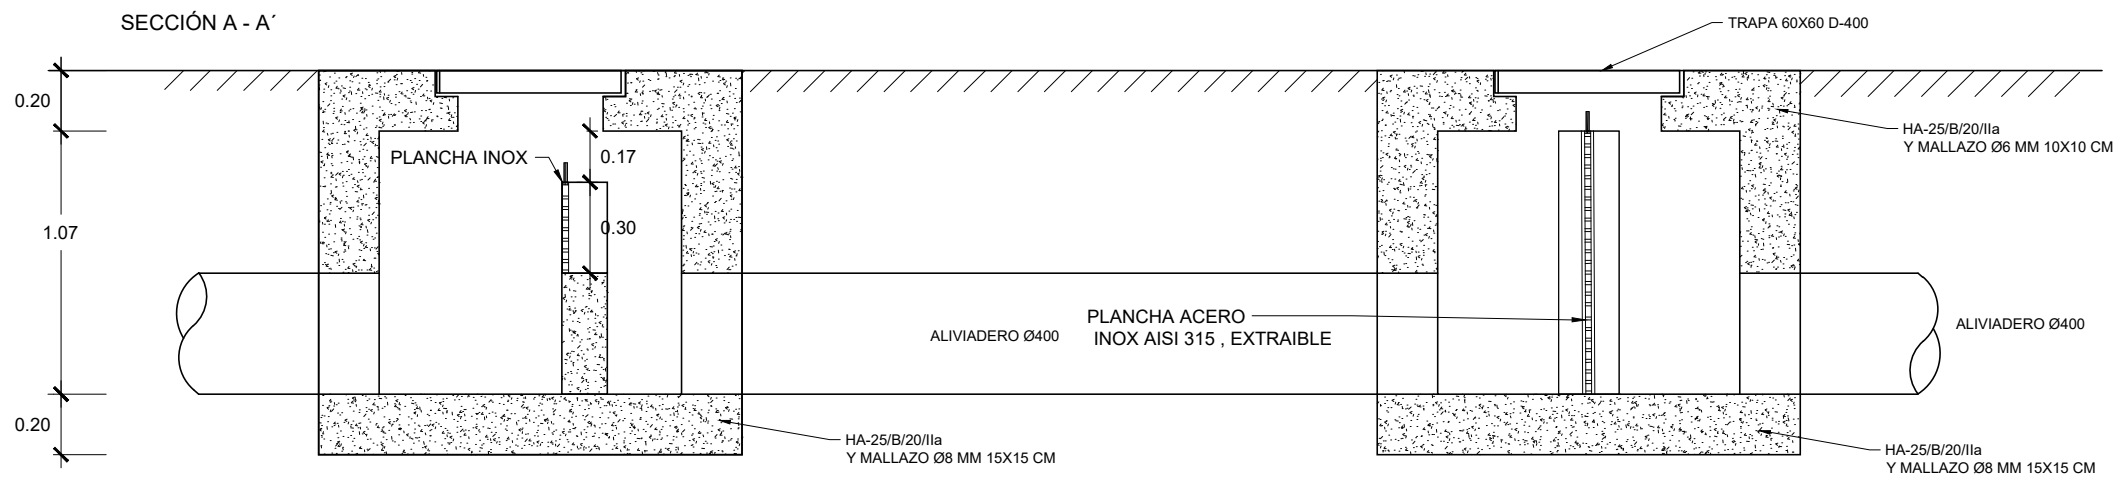 SECCIÓN A - A´
TRAPA 60X60 D-400
0.20
HA-25/B/20/IIa
Y MALLAZO Ø6 MM 10X10 CM
PLANCHA INOX
0.17
0.30
1.07
ALIVIADERO Ø400
PLANCHA ACERO
INOX AISI 315 , EXTRAIBLE
ALIVIADERO Ø400
0.20
HA-25/B/20/IIa
Y MALLAZO Ø8 MM 15X15 CM
HA-25/B/20/IIa
Y MALLAZO Ø8 MM 15X15 CM